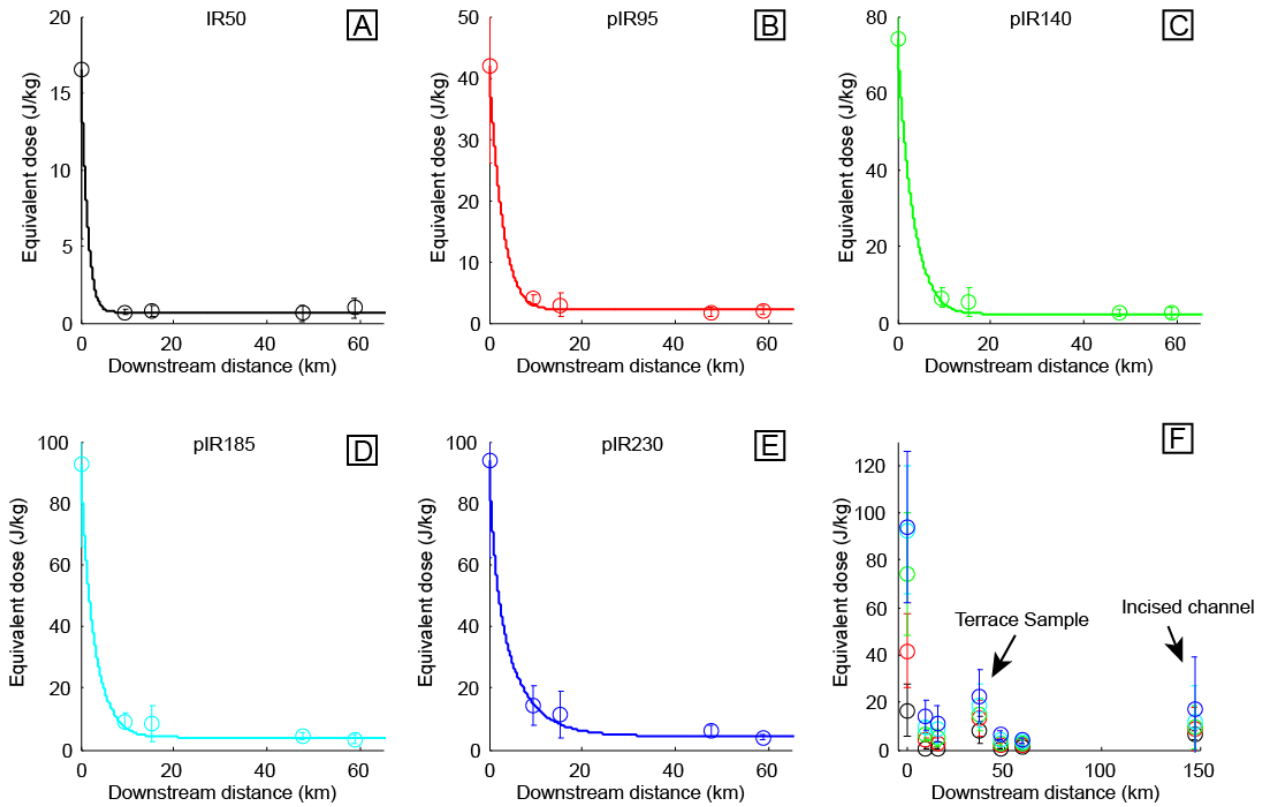 IR50
A
20
15
10
5
0
Equivalent dose (J/kg)
0 20 40 60
Downstream distance (km)
pIR95
B
50
40
30
20
10
0
Equivalent dose (J/kg)
0 20 40 60
Downstream distance (km)
pIR140
C
80
60
40
20
0
Equivalent dose (J/kg)
0 20 40 60
Downstream distance (km)
pIR185
D
100
80
60
40
20
0
Equivalent dose (J/kg)
0 20 40 60
Downstream distance (km)
pIR230
E
100
80
60
40
20
0
Equivalent dose (J/kg)
0 20 40 60
Downstream distance (km)
F
120
100
80
60
40
20
0
Equivalent dose (J/kg)
Terrace Sample
Incised channel
0 50 100 150
Downstream distance (km)